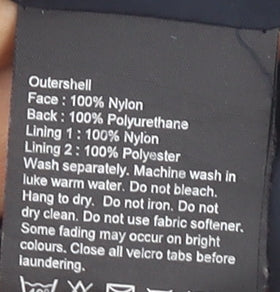 Outershell
Face : 100% Nylon
Back : 100% Polyurethane
Lining 1 : 100% Nylon
Lining 2 : 100% Polyester
Wash separately. Machine wash in
luke warm water. Do not bleach.
Hang to dry. Do not iron. Do not
dry clean. Do not use fabric softener.
Some fading may occur on bright
colours. Close all velcro tabs before
laundering.